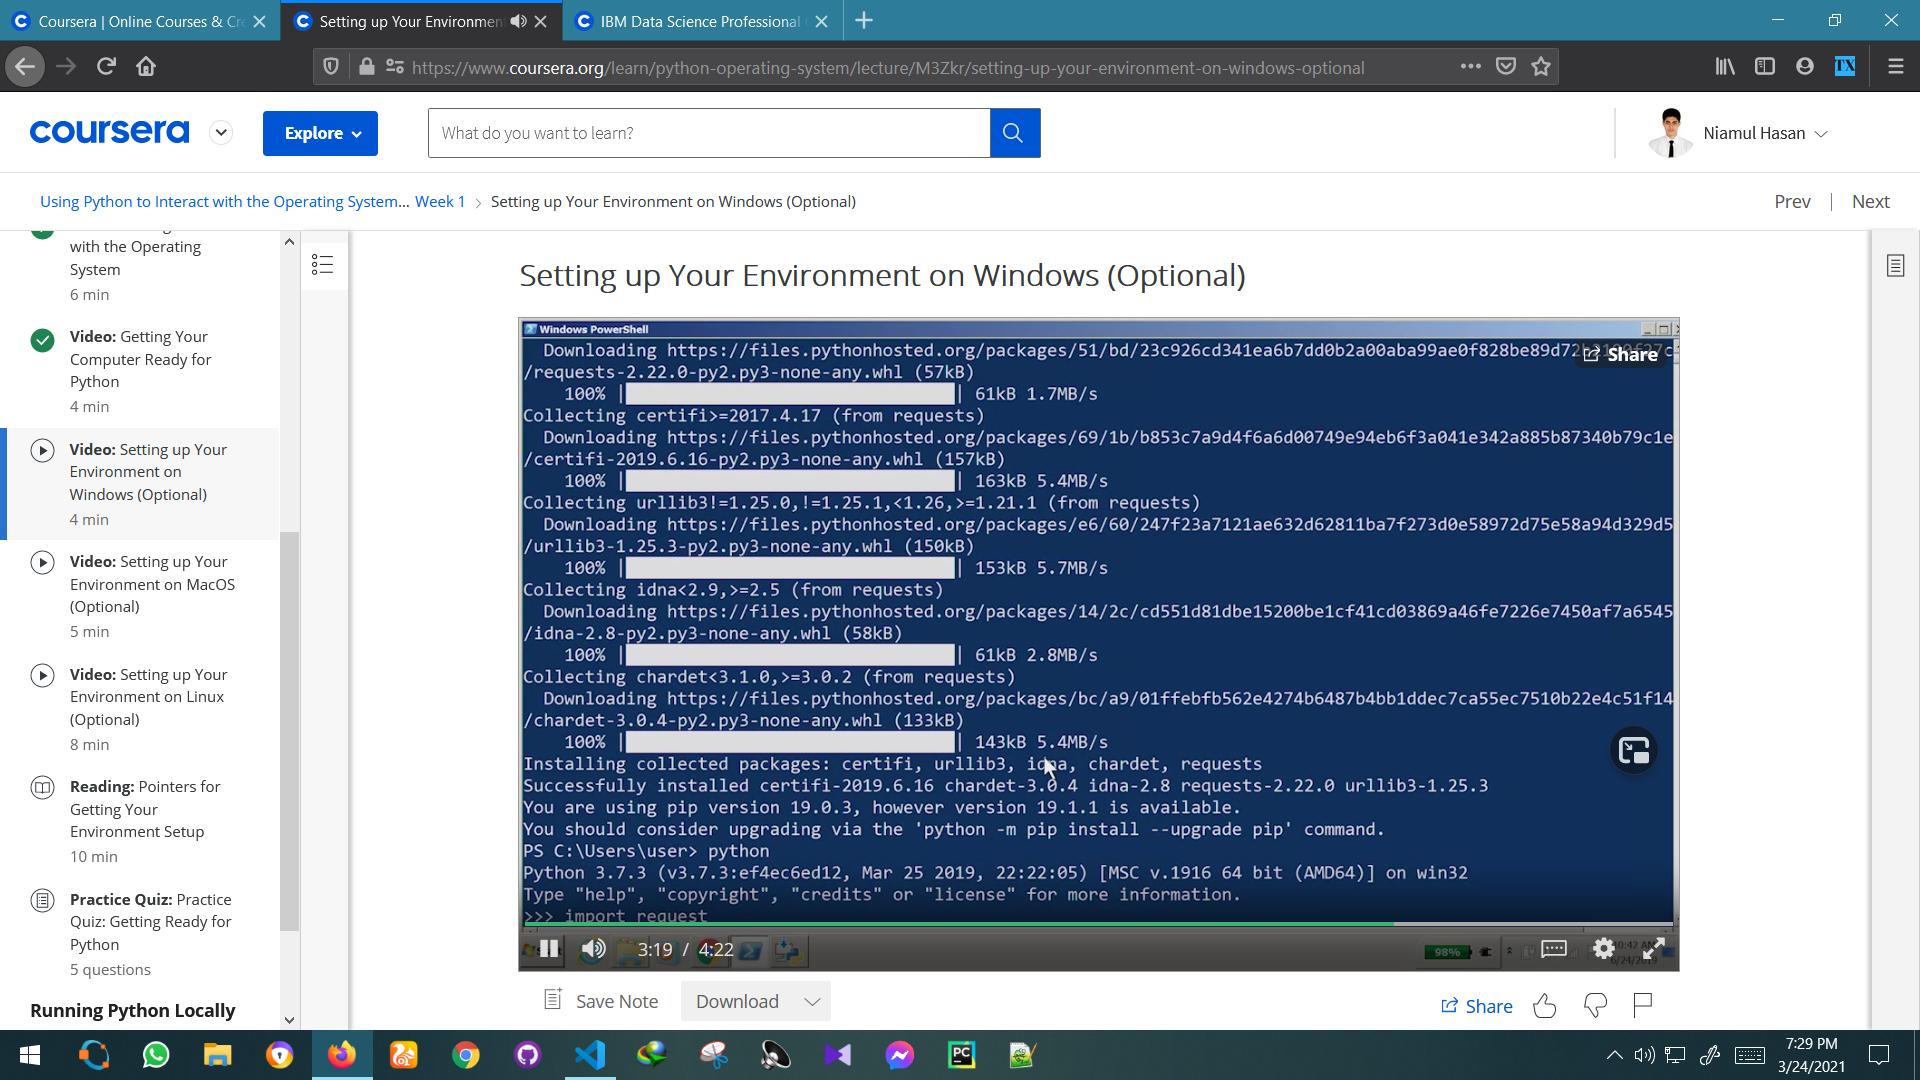 Coursera | Online Courses & Cre
Setting up Your Environmen
IBM Data Science Professional
https://www.coursera.org/learn/python-operating-system/lecture/M3Zkr/setting-up-your-environment-on-windows-optional
TX
coursera
Explore
What do you want to learn?
Niamul Hasan
Using Python to Interact with the Operating System... Week 1 > Setting up Your Environment on Windows (Optional)
Prev | Next
with the Operating
System
6 min
Video: Getting Your
Computer Ready for
Python
4 min
Video: Setting up Your
Environment on
Windows (Optional)
4 min
Video: Setting up Your
Environment on MacOS
(Optional)
5 min
Video: Setting up Your
Environment on Linux
(Optional)
8 min
Reading: Pointers for
Getting Your
Environment Setup
10 min
Practice Quiz: Practice
Quiz: Getting Ready for
Python
5 questions
Running Python Locally
Setting up Your Environment on Windows (Optional)
Windows PowerShell
Share
Downloading https://files.pythonhosted.org/packages/51/bd/23c926cd341ea6b7dd0b2a00aba99ae0f828be89d72
/requests-2.22.0-py2.py3-none-any.whl (57kB)
100% | | 61kB 1.7MB/s
Collecting certifi>=2017.4.17 (from requests)
Downloading https://files.pythonhosted.org/packages/69/1b/b853c7a9d4f6a6d00749e94eb6f3a041e342a885b87340b79c1e
/certifi-2019.6.16-py2.py3-none-any.whl (157kB)
100% | | 163kB 5.4MB/s
Collecting urllib3!=1.25.0,!=1.25.1,<1.26,>=1.21.1 (from requests)
Downloading https://files.pythonhosted.org/packages/e6/60/247f23a7121ae632d62811ba7f273d0e58972d75e58a94d329d5
/urllib3-1.25.3-py2.py3-none-any.whl (150kB)
100% | | 153kB 5.7MB/s
Collecting idna<2.9,>=2.5 (from requests)
Downloading https://files.pythonhosted.org/packages/14/2c/cd551d81dbe15200be1cf41cd03869a46fe7226e7450af7a6545
/idna-2.8-py2.py3-none-any.whl (58kB)
100% | | 61kB 2.8MB/s
Collecting chardet<3.1.0,>=3.0.2 (from requests)
Downloading https://files.pythonhosted.org/packages/bc/a9/01ffebfb562e4274b6487b4bb1ddec7ca55ec7510b22e4c51f14
/chardet-3.0.4-py2.py3-none-any.whl (133kB)
100% | | 143kB 5.4MB/s
Installing collected packages: certifi, urllib3, idna, chardet, requests
Successfully installed certifi-2019.6.16 chardet-3.0.4 idna-2.8 requests-2.22.0 urllib3-1.25.3
You are using pip version 19.0.3, however version 19.1.1 is available.
You should consider upgrading via the 'python -m pip install --upgrade pip' command.
PS C:\Users\user> python
Python 3.7.3 (v3.7.3:ef4ec6ed12, Mar 25 2019, 22:22:05) [MSC v.1916 64 bit (AMD64)] on win32
Type "help", "copyright", "credits" or "license" for more information.
>>> import request
3:19 / 4:22
98%
10:42 AM
6/24/2019
Save Note
Download
Share
PC
7:29 PM
3/24/2021